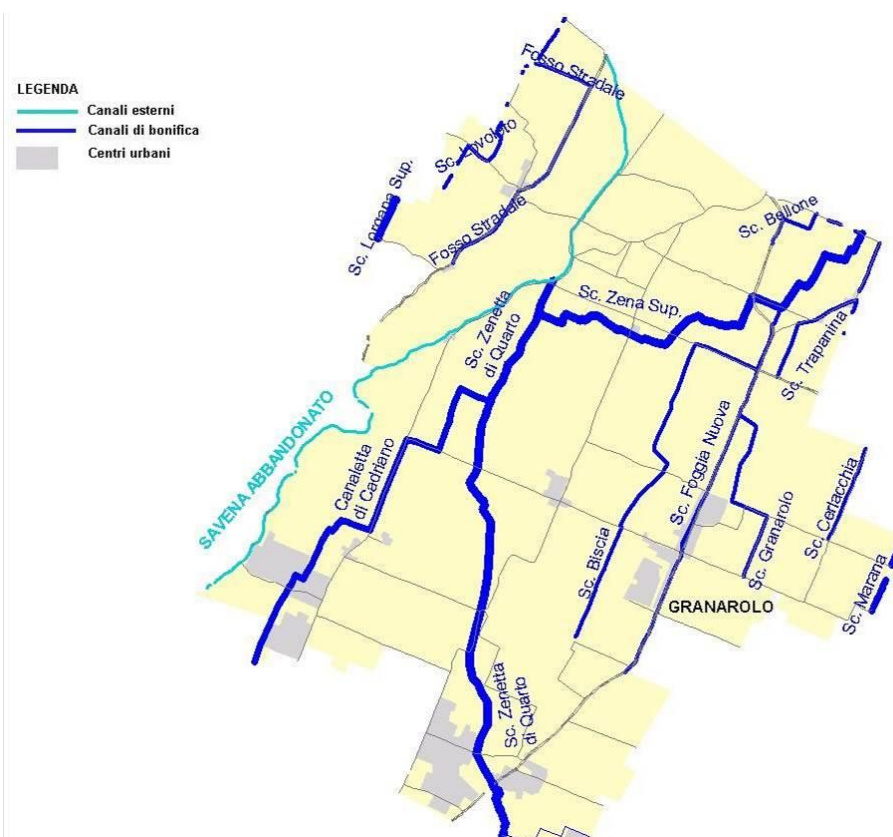 LEGENDA
Canali esterni
Canali di bonifica
Centri urbani
Fosso Stradale
Sc. Lovoleto
Sc. Lorgana Sup.
Fosso Stradale
Sc. Bellone
Sc. Zenetta
di Quarto
Sc. Zena Sup.
Sc. Trapanina
SAVENA ABBANDONATO
Canaletta
di Cadriano
Sc. Foggia Nuova
Sc. Biscia
Sc. Granarolo
Sc. Cerlacchia
Sc. Marana
GRANAROLO
Sc. Zenetta
di Quarto